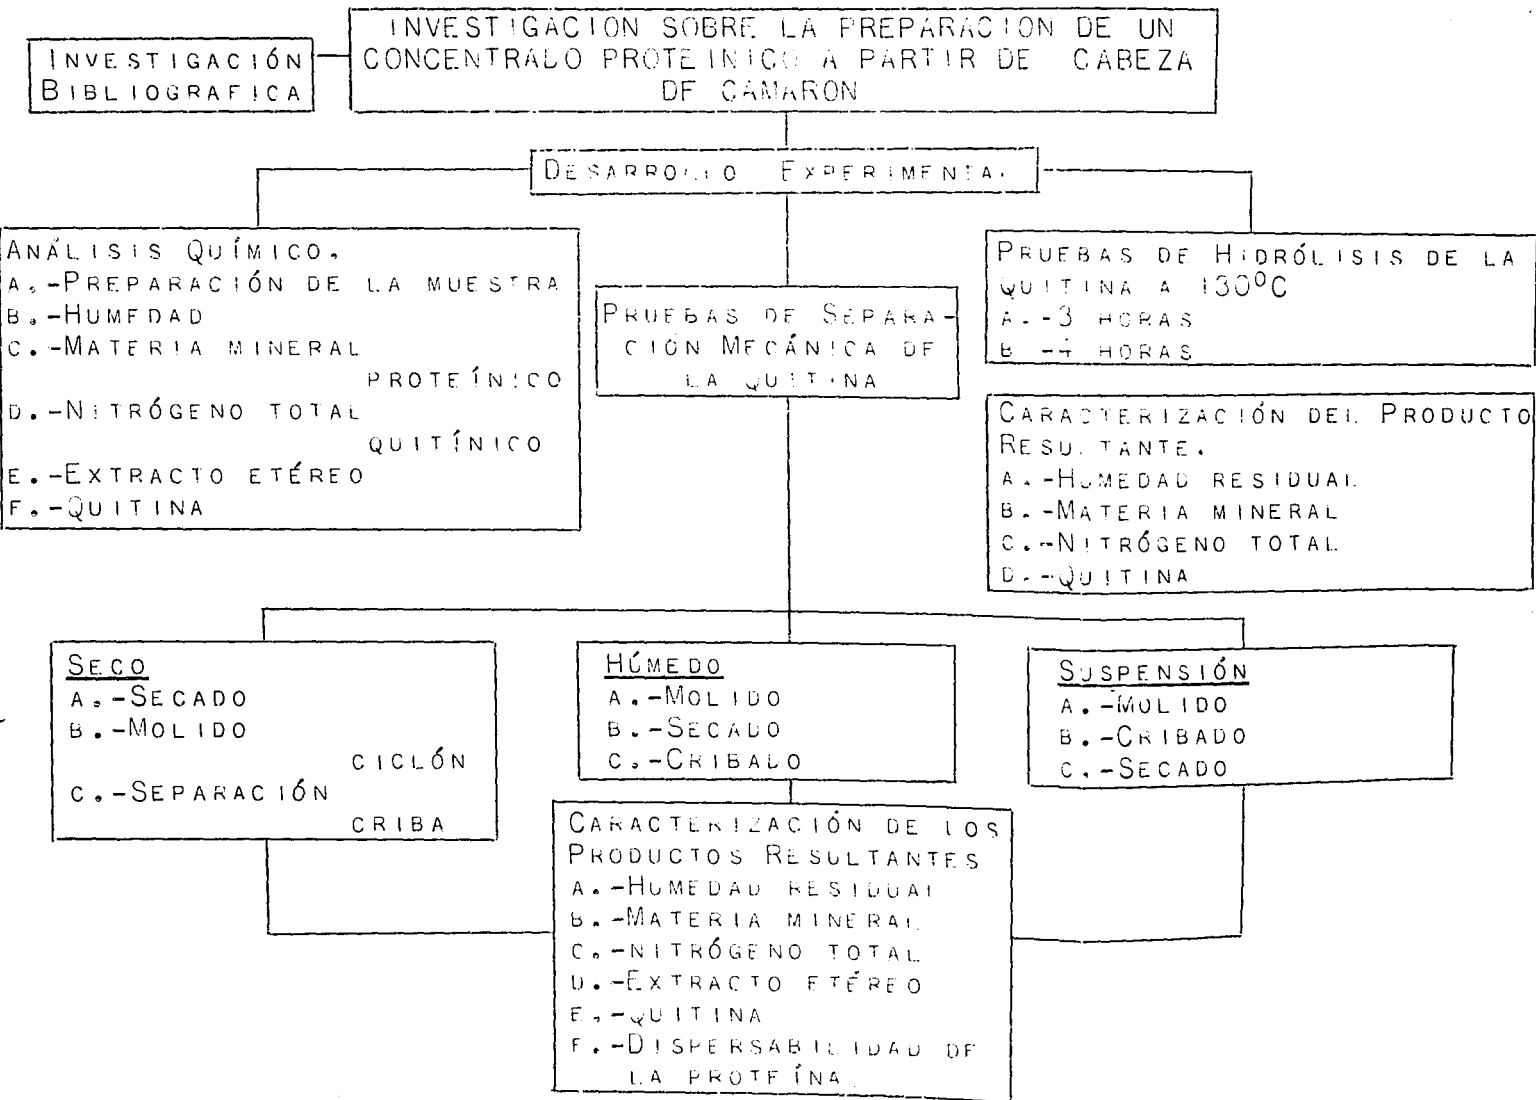 INVESTIGACIÓN
BIBLIOGRAFICA
INVESTIGACION SOBRE LA PREPARACION DE UN
CONCENTRADO PROTEINICO A PARTIR DE CABEZA
DE CAMARON
DESARROLLO EXPERIMENTAL
ANÁLISIS QUÍMICO.
A.-PREPARACIÓN DE LA MUESTRA
B.-HUMEDAD
C.-MATERIA MINERAL
PROTEÍNICO
D.-NITRÓGENO TOTAL
QUITÍNICO
E.-EXTRACTO ETÉREO
F.-QUITINA
PRUEBAS DE SEPARA-
CIÓN MECÁNICA DE
LA QUITINA
PRUEBAS DE HIDRÓLISIS DE LA
QUITINA A 130ºC
A.-3 HORAS
B.-4 HORAS
CARACTERIZACIÓN DEL PRODUCTO
RESULTANTE.
A.-HUMEDAD RESIDUAL
B.-MATERIA MINERAL
C.-NITRÓGENO TOTAL
D.-QUITINA
SECO
A.-SECADO
B.-MOLIDO
CICLÓN
C.-SEPARACIÓN
CRIBA
HÚMEDO
A.-MOLIDO
B.-SECADO
C.-CRIBADO
SUSPENSIÓN
A.-MOLIDO
B.-CRIBADO
C.-SECADO
CARACTERIZACIÓN DE LOS
PRODUCTOS RESULTANTES
A.-HUMEDAD RESIDUAL
B.-MATERIA MINERAL
C.-NITRÓGENO TOTAL
D.-EXTRACTO ETÉREO
E.-QUITINA
F.-DISPERSABILIDAD DE
LA PROTEÍNA